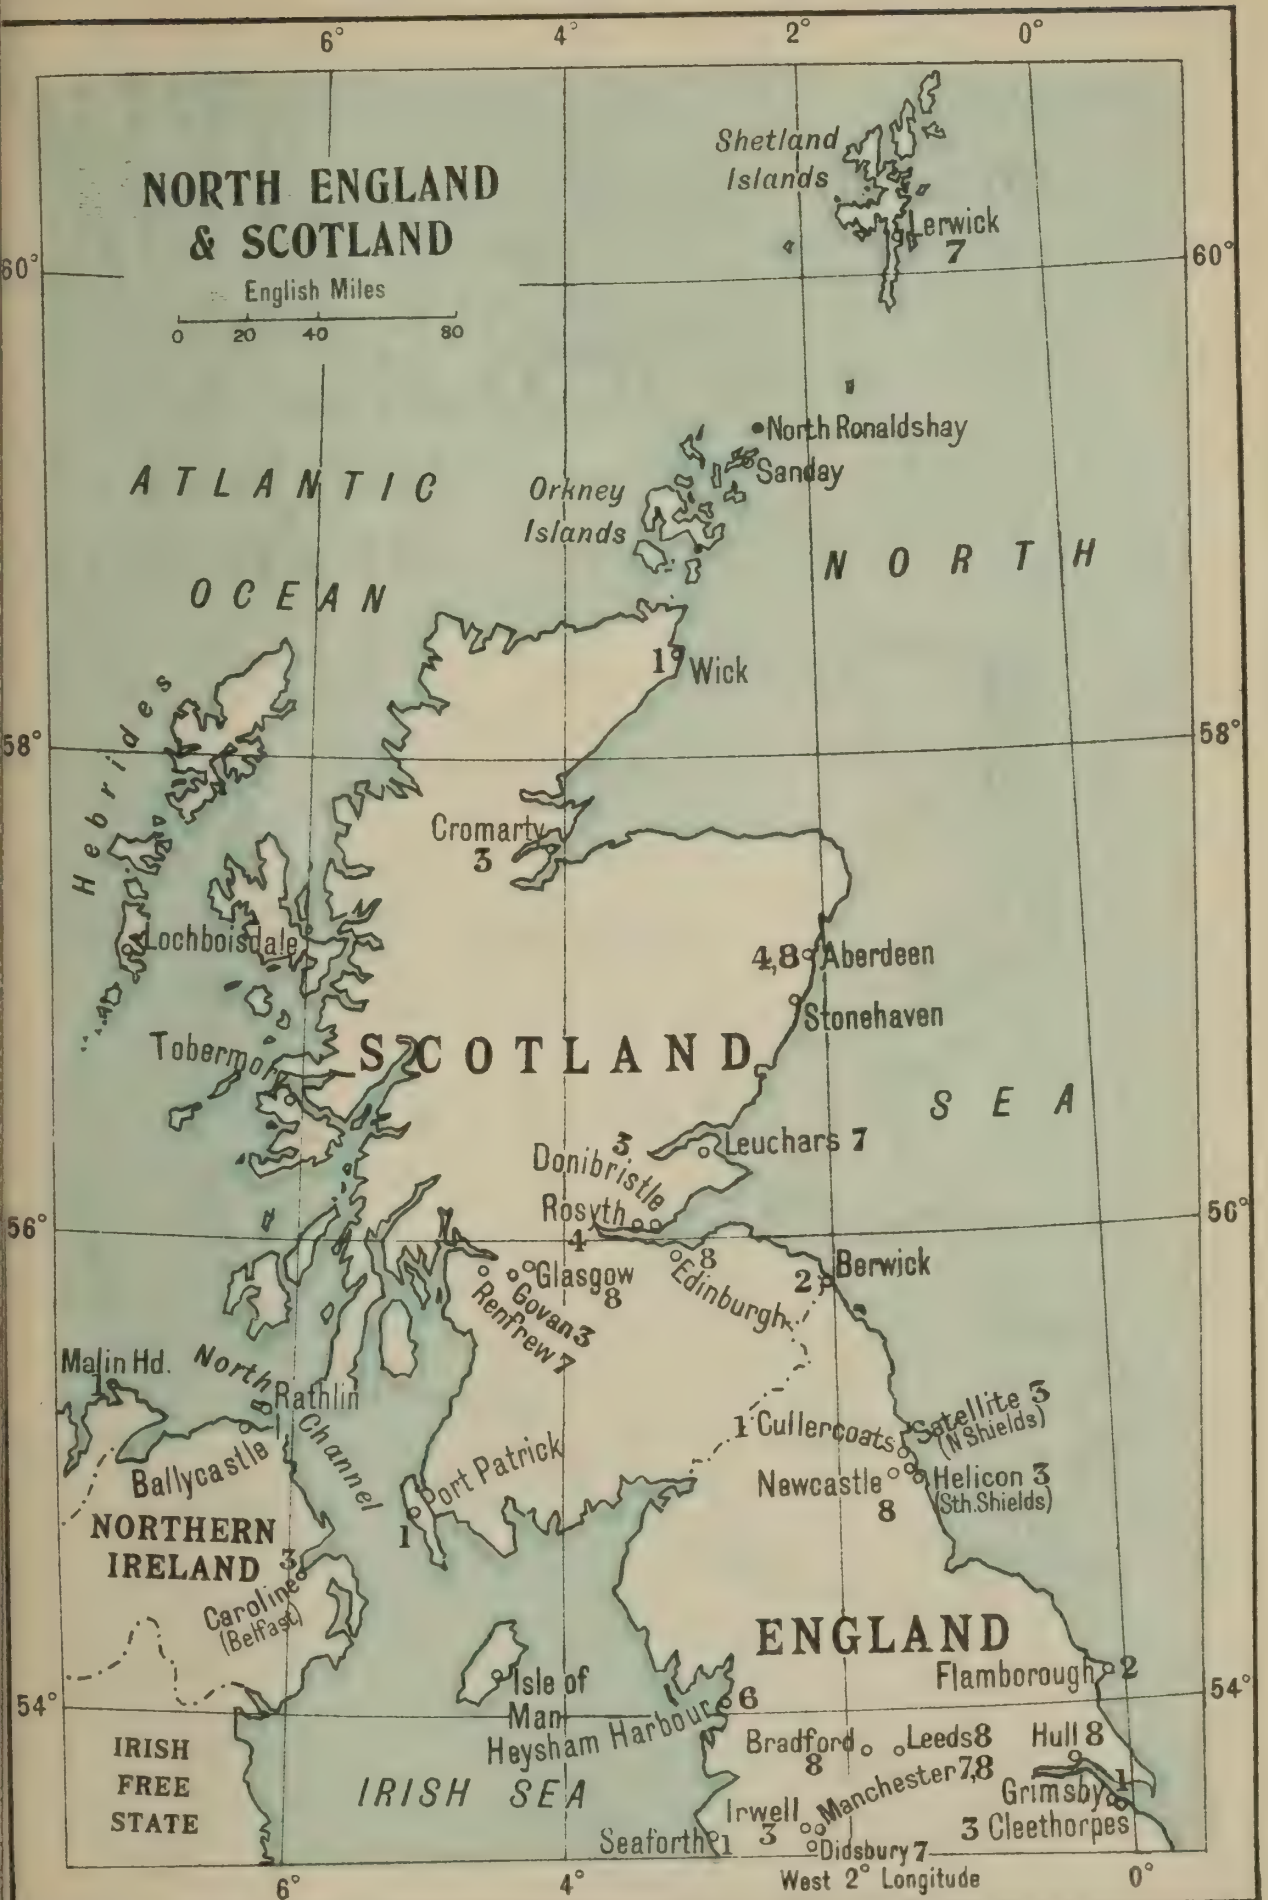 6° 4° 2° 0°
NORTH ENGLAND
& SCOTLAND
English Miles
0 20 40 80
Shetland
Islands
Lerwick
7
60° 60°
North Ronaldshay
Sanday
Orkney
Islands
ATLANTIC
OCEAN
NORTH
SEA
1 Wick
Hebrides
58° 58°
Cromarty
3
Lochboisdale
4,8 Aberdeen
Stonehaven
Tobermory
SCOTLAND
3
Donibristle
Leuchars 7
Rosyth
4
56° 56°
8
Edinburgh
2 Berwick
Glasgow
8
Govan 3
Renfrew 7
Malin Hd.
North
Channel
Rathlin
Ballycastle
Port Patrick
1
1 Cullercoats
Satellite 3
(N Shields)
Newcastle
8
Helicon 3
(Sth. Shields)
NORTHERN
IRELAND
3
Caroline
(Belfast)
ENGLAND
Flamborough 2
Isle of
Man
54° 54°
Heysham Harbour 6
Bradford
8
Leeds 8
Hull 8
Manchester 7,8
1
Grimsby
3 Cleethorpes
Irwell
3
Didsbury 7
Seaforth 1
IRISH
FREE
STATE
IRISH SEA
6° 4° West 2° Longitude 0°